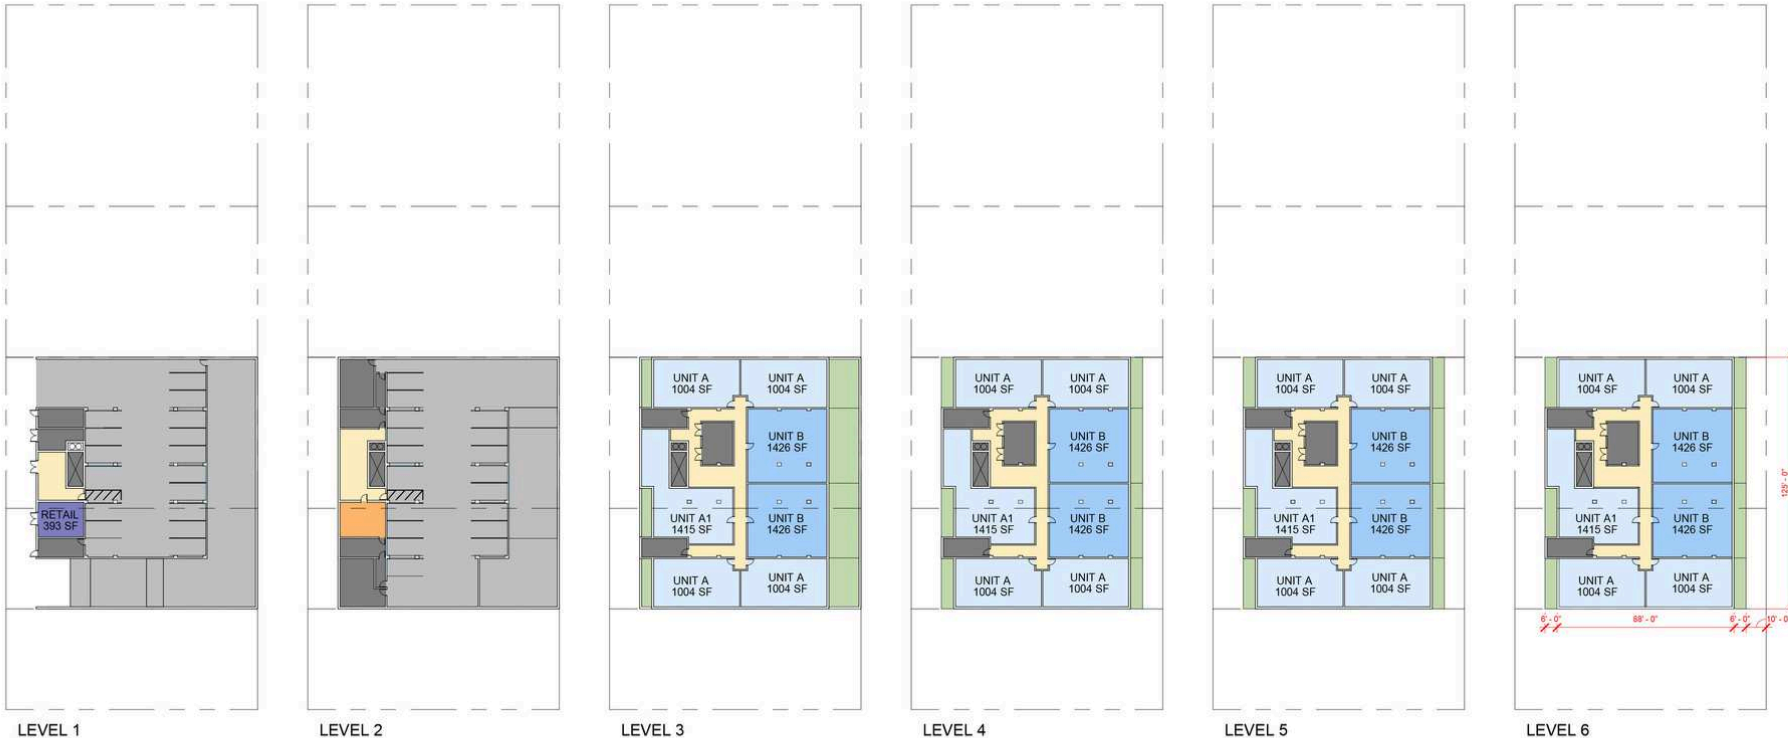 RETAIL
393 SF
LEVEL 1
LEVEL 2
UNIT A
1004 SF
UNIT A
1004 SF
UNIT B
1426 SF
UNIT A1
1415 SF
UNIT B
1426 SF
UNIT A
1004 SF
UNIT A
1004 SF
LEVEL 3
UNIT A
1004 SF
UNIT A
1004 SF
UNIT B
1426 SF
UNIT A1
1415 SF
UNIT B
1426 SF
UNIT A
1004 SF
UNIT A
1004 SF
LEVEL 4
UNIT A
1004 SF
UNIT A
1004 SF
UNIT B
1426 SF
UNIT A1
1415 SF
UNIT B
1426 SF
UNIT A
1004 SF
UNIT A
1004 SF
LEVEL 5
UNIT A
1004 SF
UNIT A
1004 SF
UNIT B
1426 SF
UNIT A1
1415 SF
UNIT B
1426 SF
UNIT A
1004 SF
UNIT A
1004 SF
125' - 0"
6' - 0"
88' - 0"
6' - 0"
10' - 0
LEVEL 6